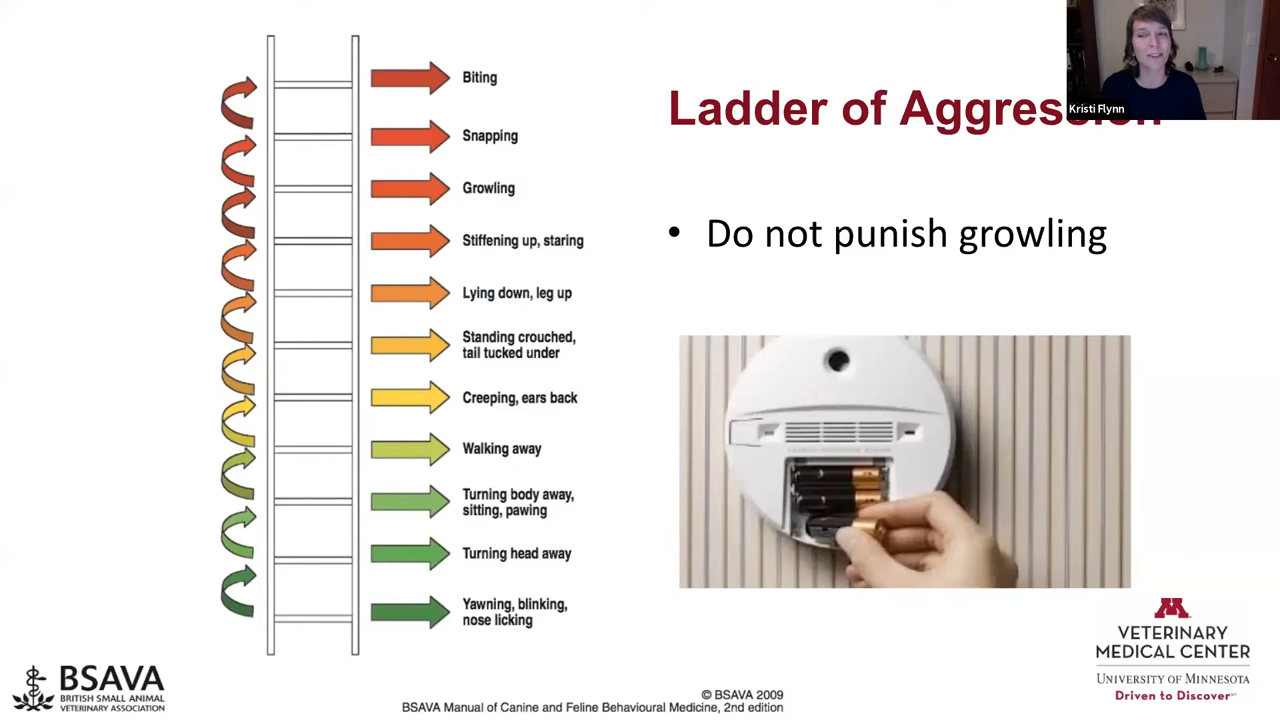 Biting
Snapping
Growling
Stiffening up, staring
Lying down, leg up
Standing crouched,
tail tucked under
Creeping, ears back
Walking away
Turning body away,
sitting, pawing
Turning head away
Yawning, blinking,
nose licking
Ladder of Aggression
Kristi Flynn
• Do not punish growling
BSAVA
BRITISH SMALL ANIMAL
VETERINARY ASSOCIATION
© BSAVA 2009
BSAVA Manual of Canine and Feline Behavioural Medicine, 2nd edition
M
VETERINARY
MEDICAL CENTER
UNIVERSITY OF MINNESOTA
Driven to Discover℠